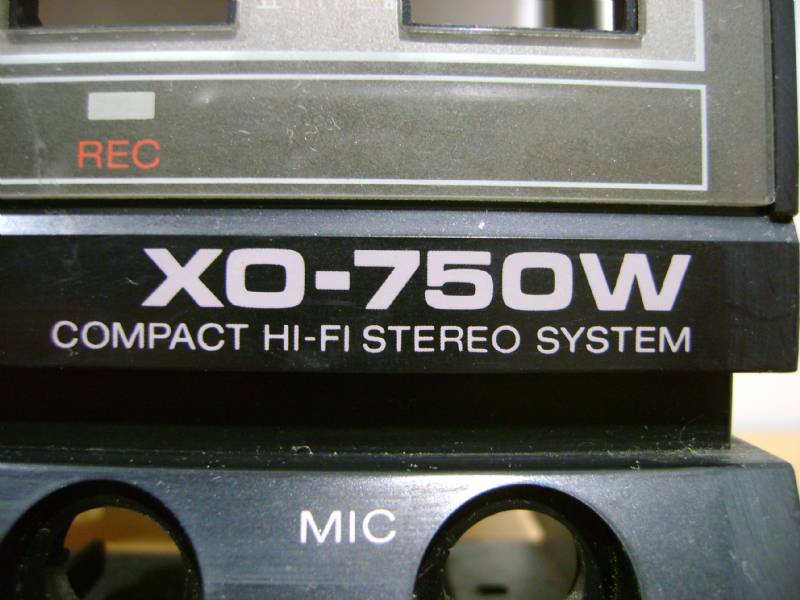 REC
XO-750W
COMPACT HI-FI STEREO SYSTEM
MIC